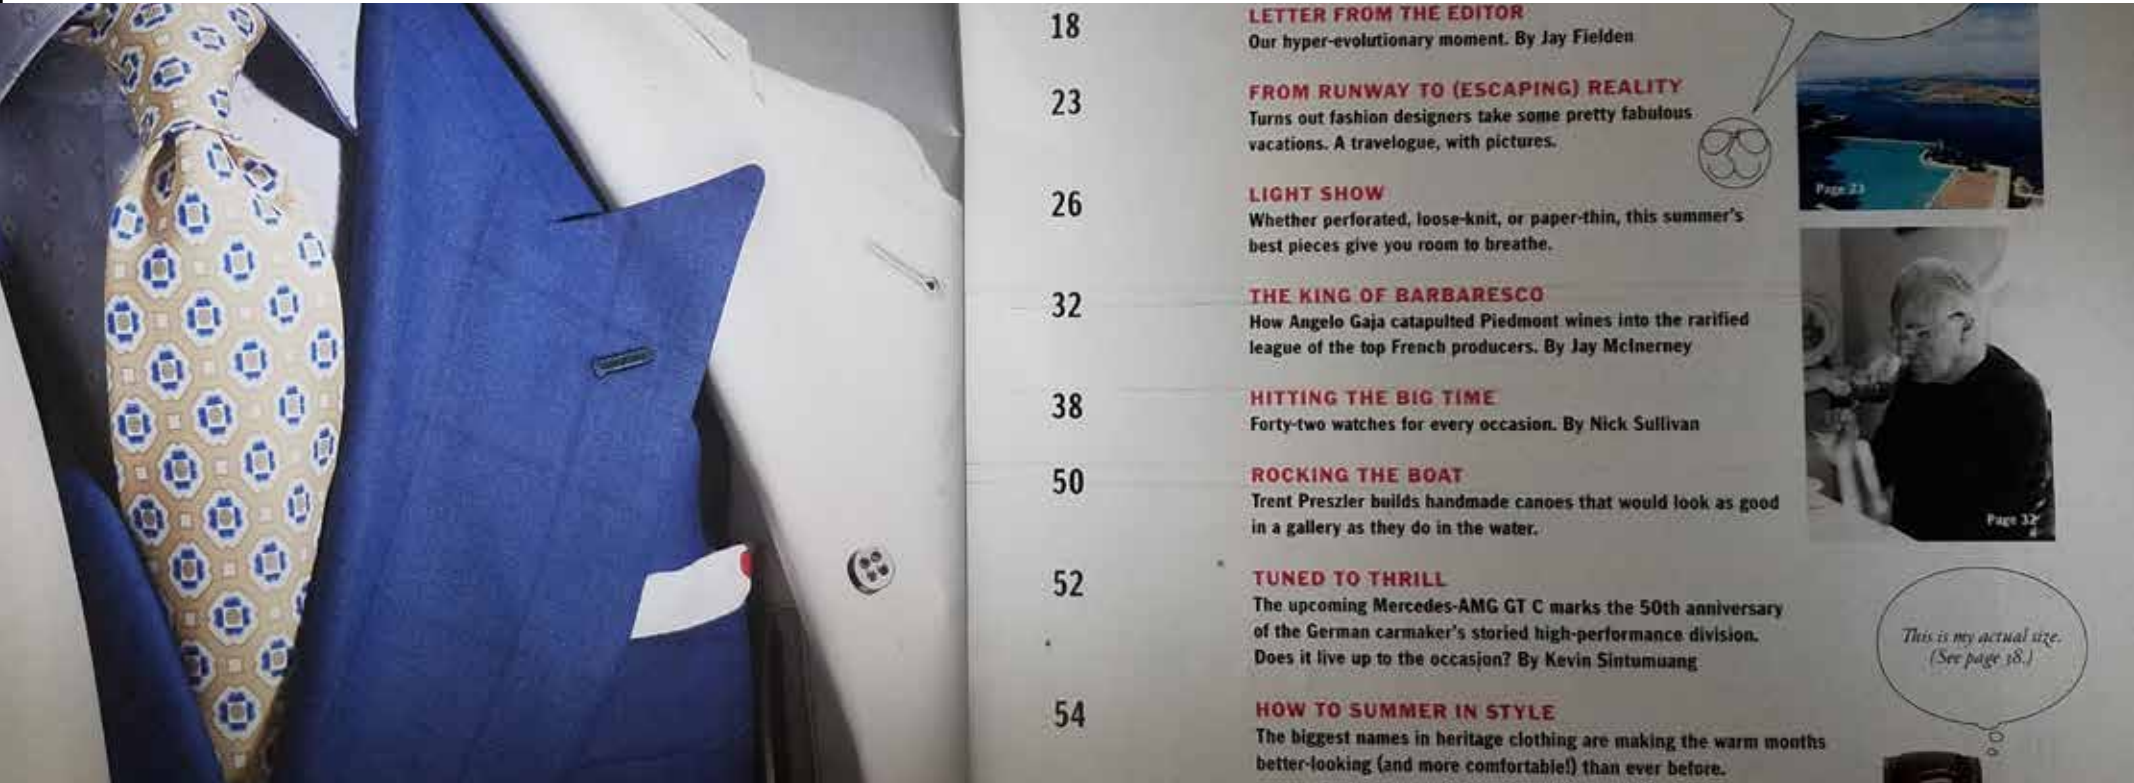 18
LETTER FROM THE EDITOR
Our hyper-evolutionary moment. By Jay Fielden
23
FROM RUNWAY TO (ESCAPING) REALITY
Turns out fashion designers take some pretty fabulous
vacations. A travelogue, with pictures.
26
LIGHT SHOW
Whether perforated, loose-knit, or paper-thin, this summer's
best pieces give you room to breathe.
32
THE KING OF BARBARESCO
How Angelo Gaja catapulted Piedmont wines into the rarified
league of the top French producers. By Jay McInerney
38
HITTING THE BIG TIME
Forty-two watches for every occasion. By Nick Sullivan
50
ROCKING THE BOAT
Trent Preszler builds handmade canoes that would look as good
in a gallery as they do in the water.
52
TUNED TO THRILL
The upcoming Mercedes-AMG GT C marks the 50th anniversary
of the German carmaker's storied high-performance division.
Does it live up to the occasion? By Kevin Sintumuang
54
HOW TO SUMMER IN STYLE
The biggest names in heritage clothing are making the warm months
better-looking (and more comfortable!) than ever before.
Page 23
Page 32
This is my actual size.
(See page 38.)